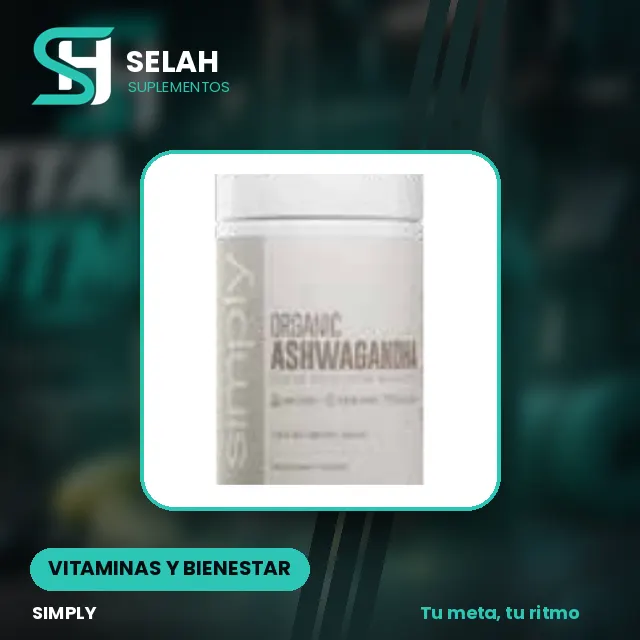 SELAH
SUPLEMENTOS
simply
ORGANIC
ASHWAGANDHA
VITAMINAS Y BIENESTAR
SIMPLY
Tu meta, tu ritmo